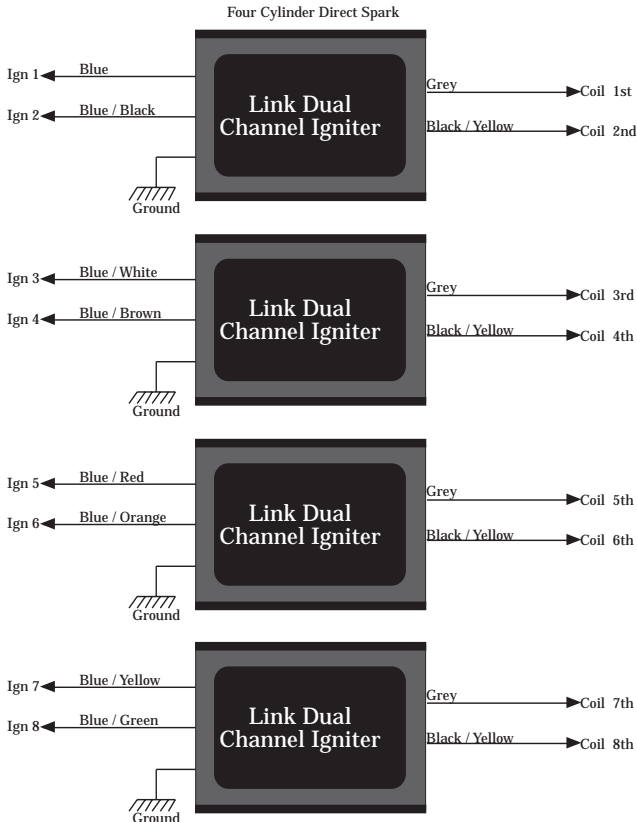 Four Cylinder Direct Spark
Ign 1
Blue
Ign 2
Blue / Black
Link Dual
Channel Igniter
Grey
Coil 1st
Black / Yellow
Coil 2nd
Ground
Ign 3
Blue / White
Ign 4
Blue / Brown
Link Dual
Channel Igniter
Grey
Coil 3rd
Black / Yellow
Coil 4th
Ground
Ign 5
Blue / Red
Ign 6
Blue / Orange
Link Dual
Channel Igniter
Grey
Coil 5th
Black / Yellow
Coil 6th
Ground
Ign 7
Blue / Yellow
Ign 8
Blue / Green
Link Dual
Channel Igniter
Grey
Coil 7th
Black / Yellow
Coil 8th
Ground